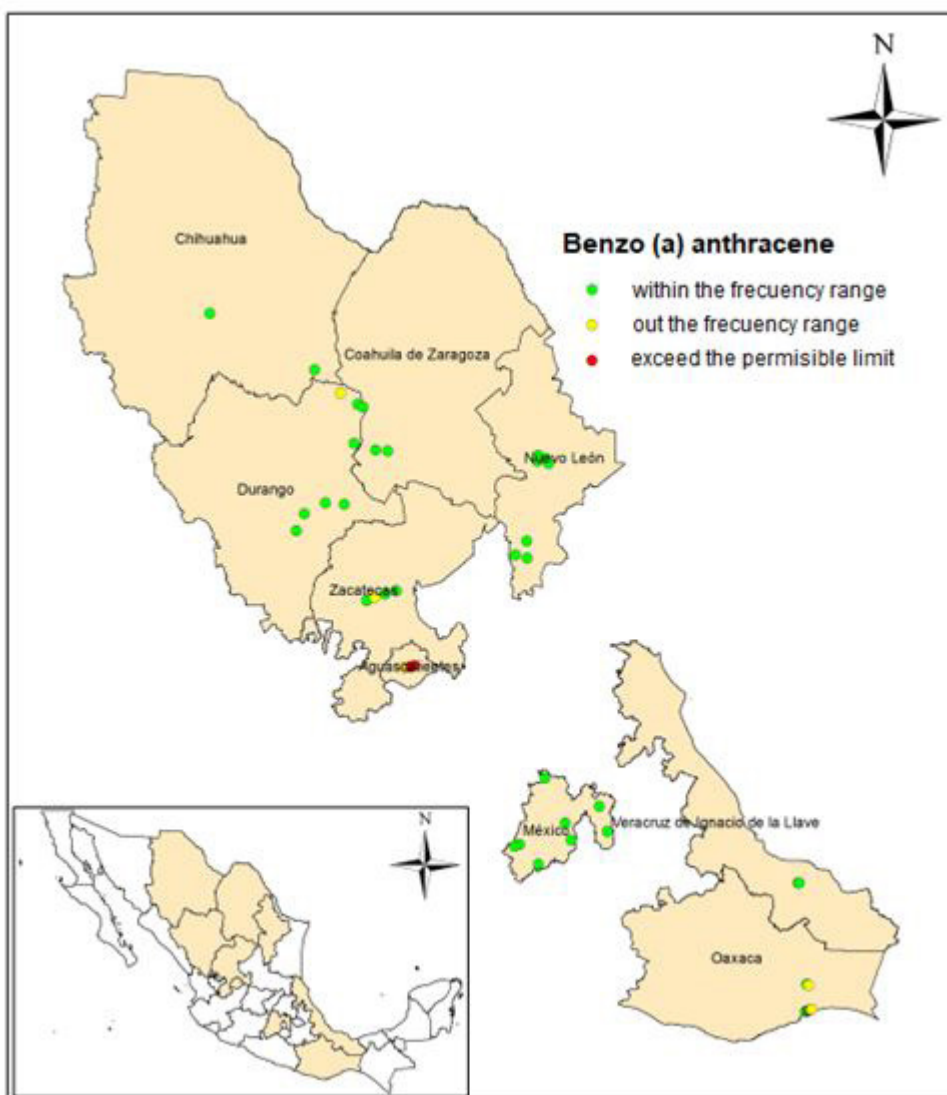 N
Chihuahua
Benzo (a) anthracene
within the frecuency range
out the frecuency range
exceed the permisible limit
Coahuila de Zaragoza
Nuevo León
Durango
Zacatecas
Aguascalientes
México
Veracruz de Ignacio de la Llave
Oaxaca
N